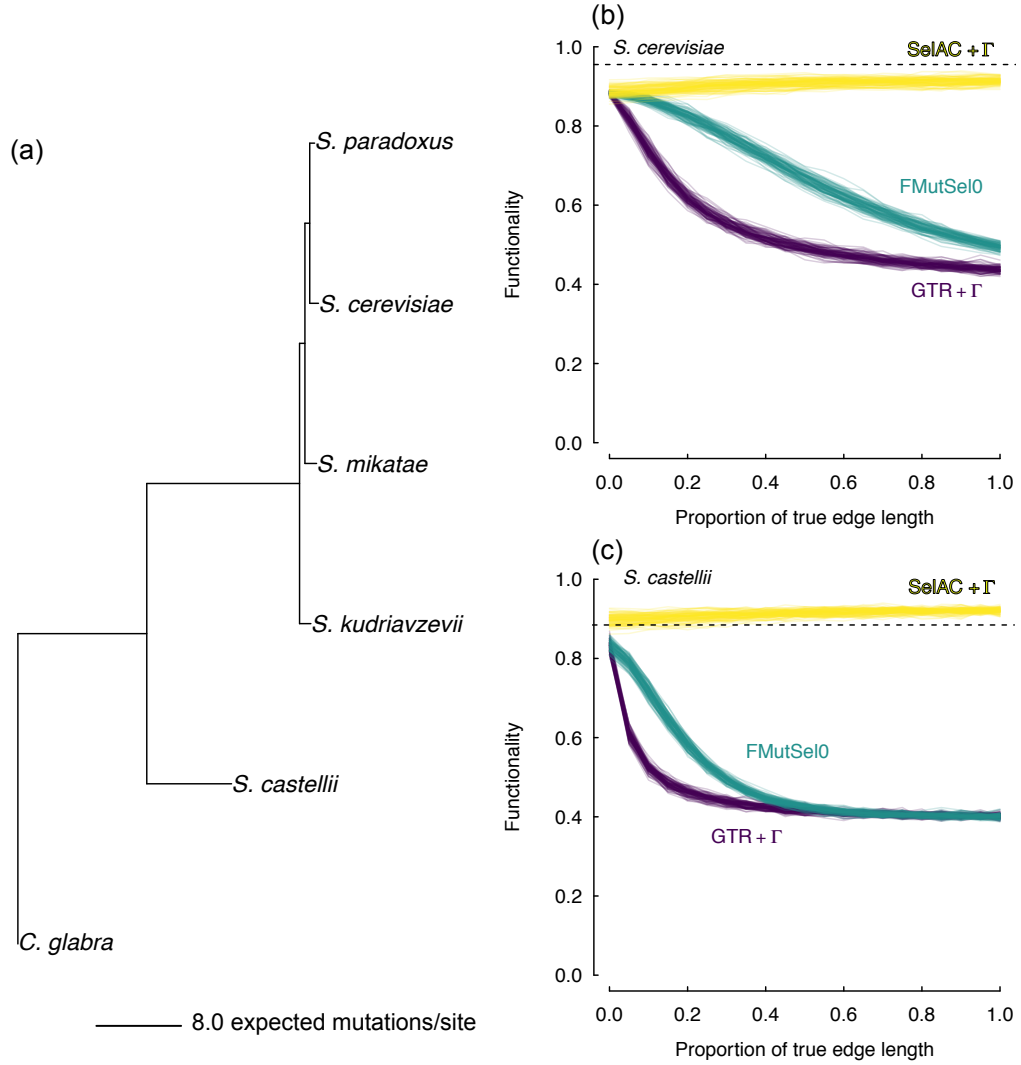 (a)
S. paradoxus
S. cerevisiae
S. mikatae
S. kudriavzevii
S. castellii
C. glabra
8.0 expected mutations/site
(b)
S. cerevisiae
SelAC + Γ
FMutSel0
GTR + Γ
Functionality
1.0
0.8
0.6
0.4
0.2
0.0
0.0 0.2 0.4 0.6 0.8 1.0
Proportion of true edge length
(c)
S. castellii
SelAC + Γ
FMutSel0
GTR + Γ
Functionality
1.0
0.8
0.6
0.4
0.2
0.0
0.0 0.2 0.4 0.6 0.8 1.0
Proportion of true edge length